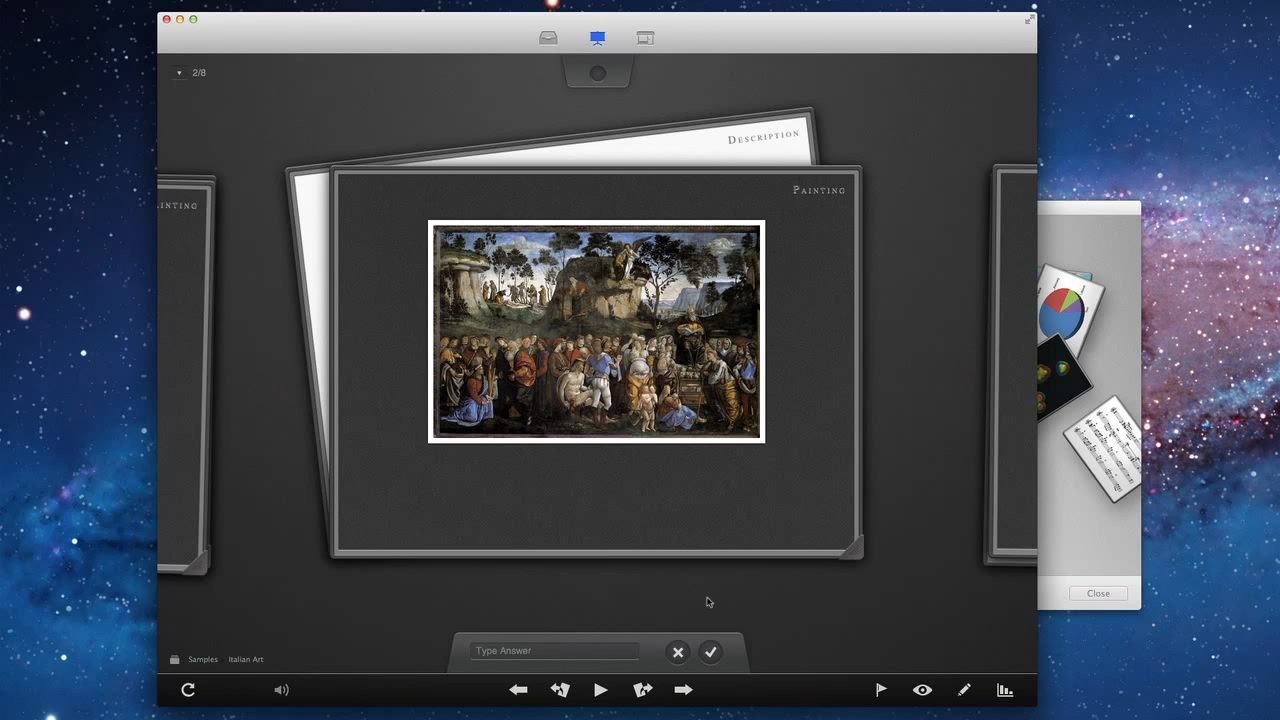 2/8
DESCRIPTION
PAINTING
INTING
Type Answer
Samples Italian Art
Close